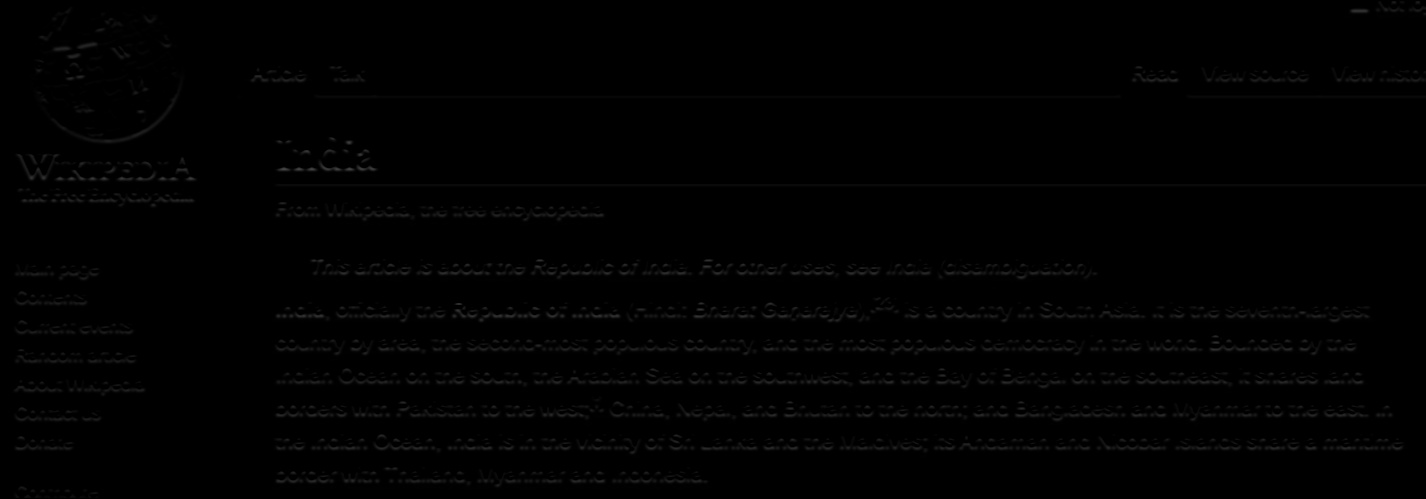 Not log
Article Talk
Read View source View histor
WIKIPEDIA
The Free Encyclopedia
India
From Wikipedia, the free encyclopedia
Main page
Contents
Current events
Random article
About Wikipedia
Contact us
Donate
This article is about the Republic of India. For other uses, see India (disambiguation).
India, officially the Republic of India (Hindi: Bhārat Gaṇarājya),[23] is a country in South Asia. It is the seventh-largest
country by area, the second-most populous country, and the most populous democracy in the world. Bounded by the
Indian Ocean on the south, the Arabian Sea on the southwest, and the Bay of Bengal on the southeast, it shares land
borders with Pakistan to the west; China, Nepal, and Bhutan to the north; and Bangladesh and Myanmar to the east. In
the Indian Ocean, India is in the vicinity of Sri Lanka and the Maldives; its Andaman and Nicobar Islands share a maritime
border with Thailand, Myanmar and Indonesia.